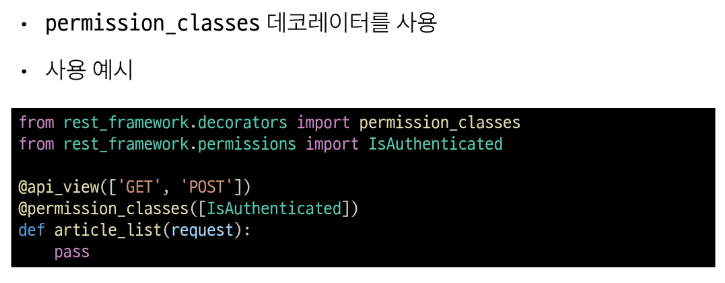 • permission_classes 데코레이터를 사용
• 사용 예시
from rest_framework.decorators import permission_classes
from rest_framework.permissions import IsAuthenticated

@api_view(['GET', 'POST'])
@permission_classes([IsAuthenticated])
def article_list(request):
    pass